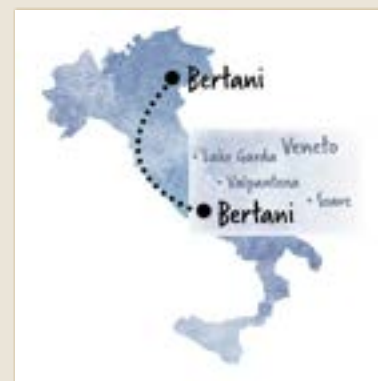 Bertani
Veneto
• Lake Garda
• Valpantena
• Soave
Bertani